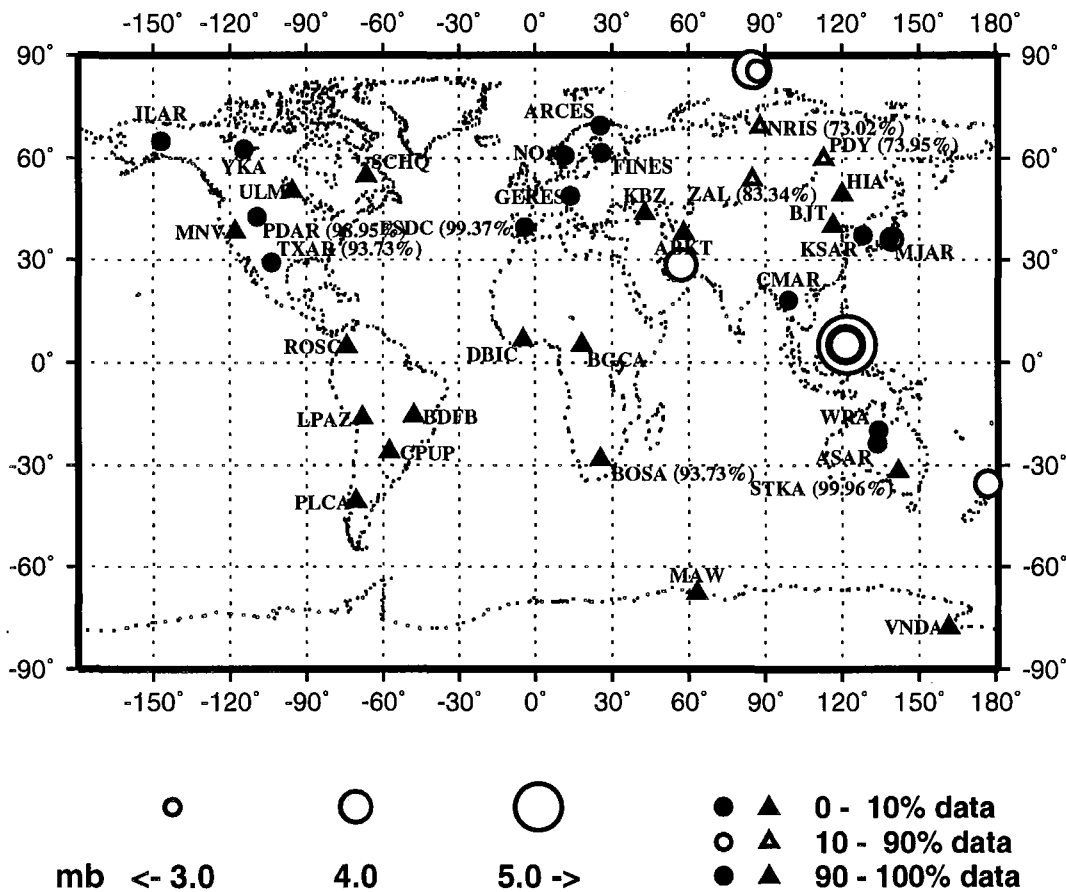 -150° -120° -90° -60° -30° 0° 30° 60° 90° 120° 150° 180°
90° 90°
ILAR ARCES NRIS (73.02%)
PDY (73.95%)
60° YKA SCHQ NOA FINES 60°
ULM GERES KBZ ZAL (83.34%) HIA
MNV PDAR (98.95%) ESDC (99.37%) BJT
TXAR (93.73%) ABKT KSAR MJAR
30° 30°
CMAR
ROSC DBIC BGCA
0° 0°
LPAZ BDFB WRA
CPUP ASAR
-30° BOSA (93.73%) STKA (99.96%) -30°
PLCA
-60° -60°
MAW
VNDA
-90° -90°
-150° -120° -90° -60° -30° 0° 30° 60° 90° 120° 150° 180°
0 - 10% data
10 - 90% data
mb <- 3.0 4.0 5.0 -> 90 - 100% data